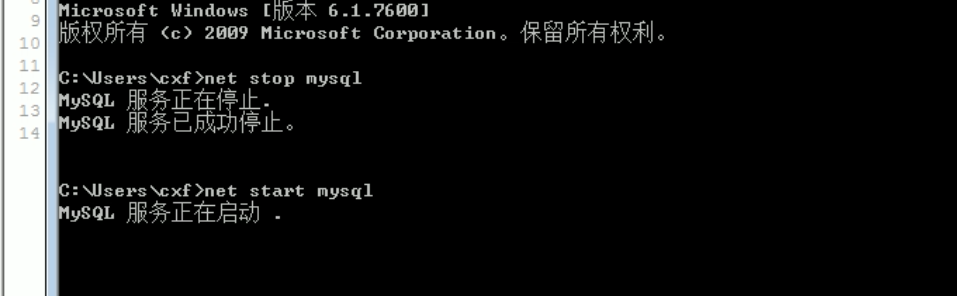 9
10
11
12
13
14
Microsoft Windows [版本 6.1.7600]
版权所有 (c) 2009 Microsoft Corporation。保留所有权利。
C:\Users\cxf>net stop mysql
MySQL 服务正在停止.
MySQL 服务已成功停止。
C:\Users\cxf>net start mysql
MySQL 服务正在启动 .